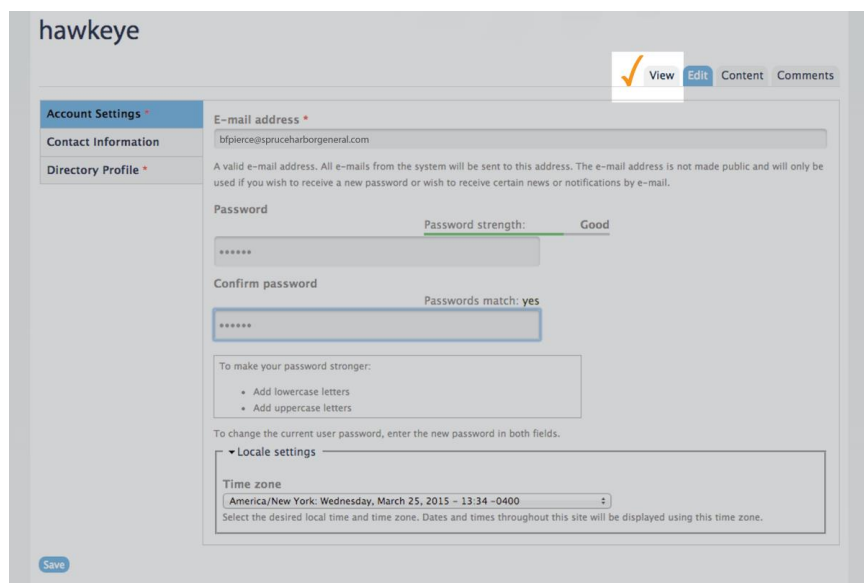 hawkeye
View Edit Content Comments
Account Settings *
Contact Information
Directory Profile *
E-mail address *
bfpierce@spruceharborgeneral.com
A valid e-mail address. All e-mails from the system will be sent to this address. The e-mail address is not made public and will only be
used if you wish to receive a new password or wish to receive certain news or notifications by e-mail.
Password
Password strength: Good
••••••
Confirm password
Passwords match: yes
••••••
To make your password stronger:
• Add lowercase letters
• Add uppercase letters
To change the current user password, enter the new password in both fields.
Locale settings
Time zone
America/New York: Wednesday, March 25, 2015 - 13:34 -0400
Select the desired local time and time zone. Dates and times throughout this site will be displayed using this time zone.
Save